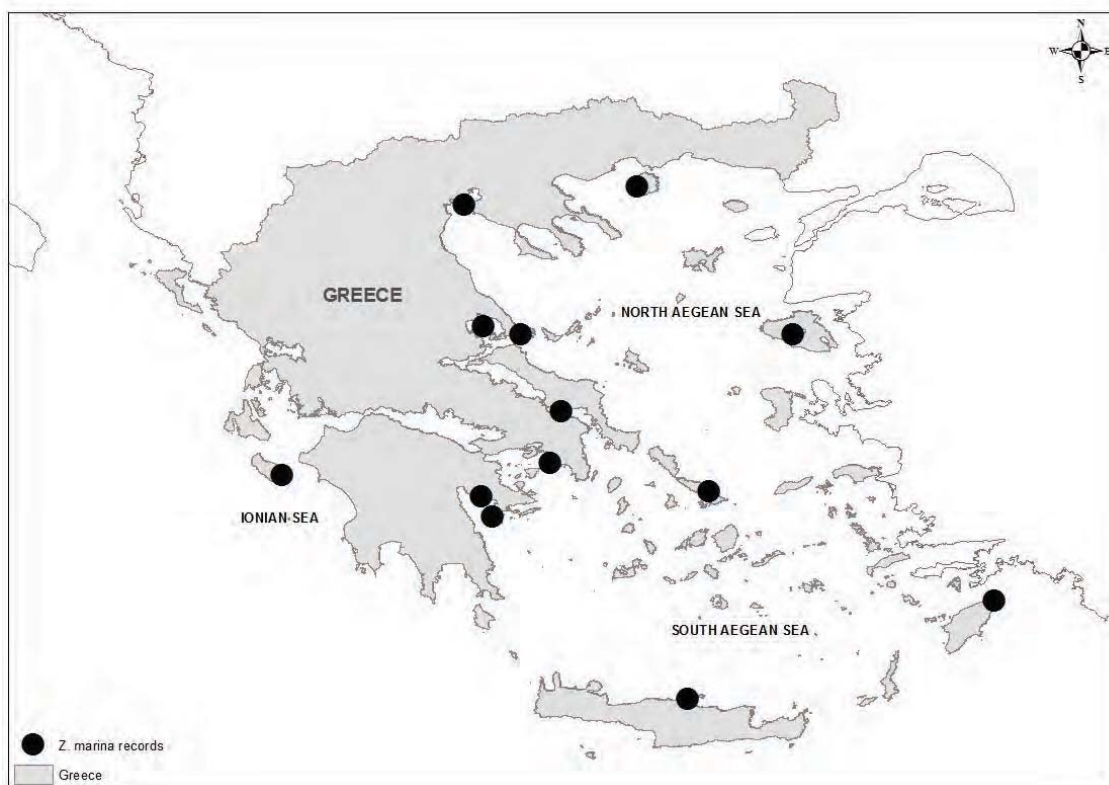 N
W E
S
GREECE
NORTH AEGEAN SEA
IONIAN SEA
SOUTH AEGEAN SEA
Z. marina records
Greece